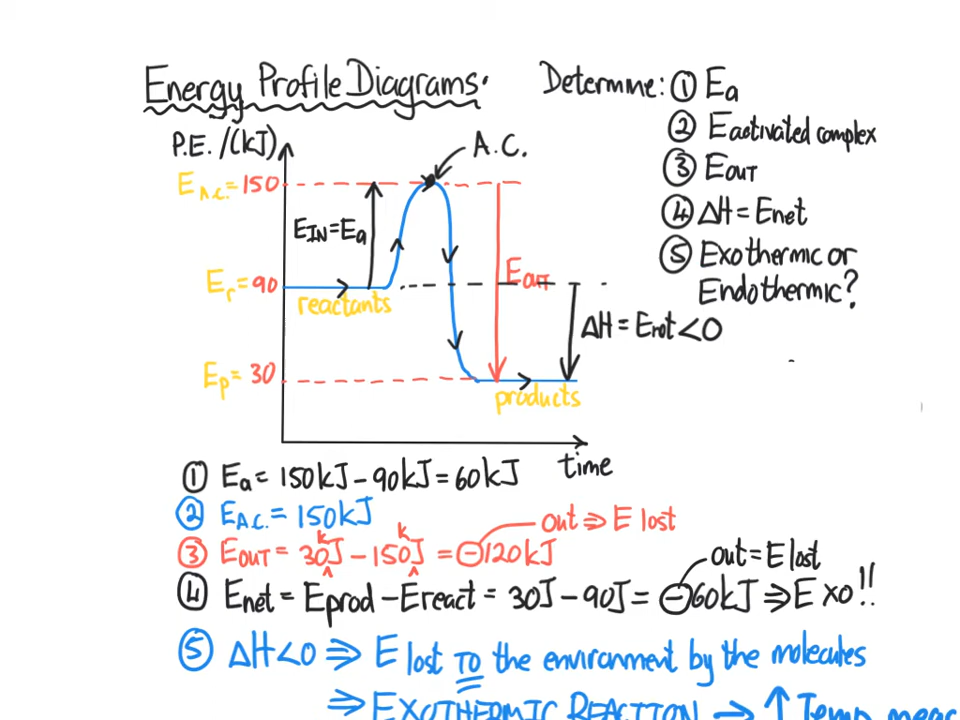 Energy Profile Diagrams.
Determine: ① Ea
② Eactivated complex
③ EOUT
④ ΔH = Enet
⑤ Exothermic or
Endothermic?
P.E. /(kJ)
A.C.
E A.C. = 150
EIN = Ea
Er = 90
reactants
EOUT
ΔH = Enet < 0
Ep = 30
products
time
① Ea = 150kJ - 90kJ = 60kJ
② EA.C. = 150kJ
out ⇒ E lost
③ EOUT = 30kJ - 150kJ = -120kJ
out = E lost
④ Enet = Eprod - Ereact = 30J - 90J = -60kJ ⇒ E xo!!
⑤ ΔH<0 ⇒ E lost TO the environment by the molecules
⇒ EXOTHERMIC REACTION → ↑ Temp